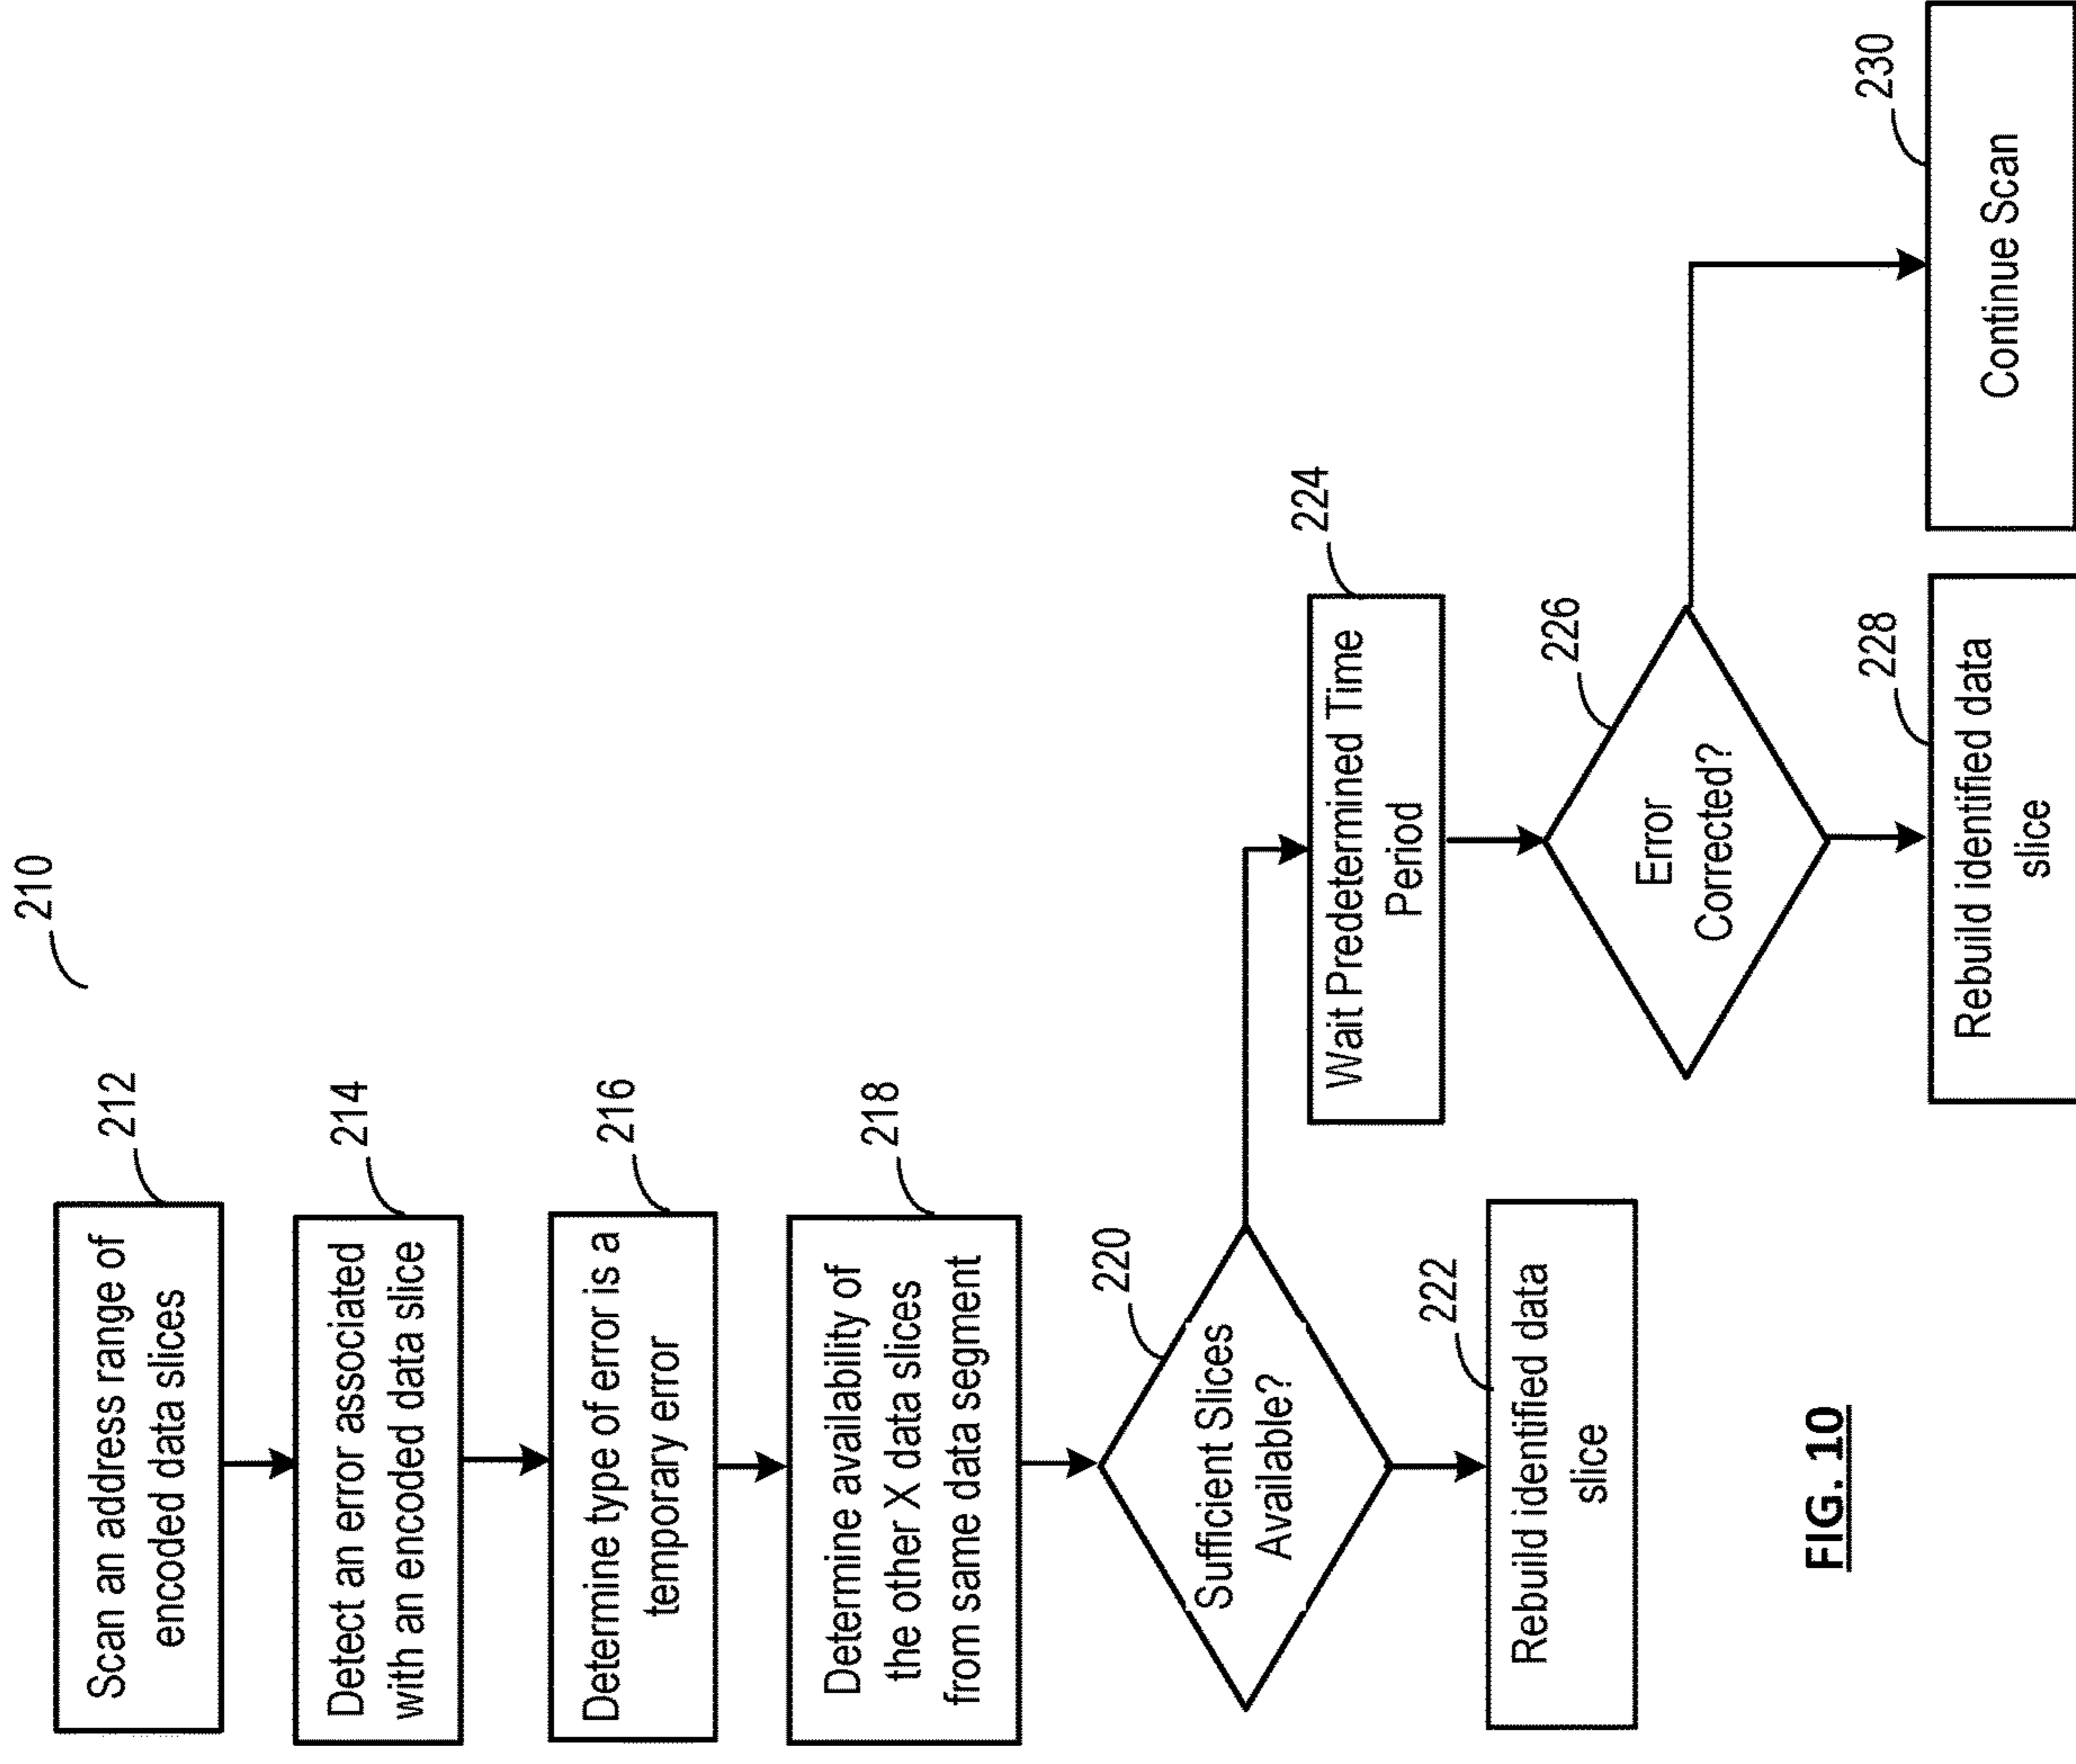 210
212
Scan an address range of
encoded data slices
214
Detect an error associated
with an encoded data slice
216
Determine type of error is a
temporary error
218
Determine availability of
the other X data slices
from same data segment
220
Sufficient Slices
Available?
222
Rebuild identified data
slice
224
Wait Predetermined Time
Period
226
Error
Corrected?
228
Rebuild identified data
slice
230
Continue Scan
FIG. 10